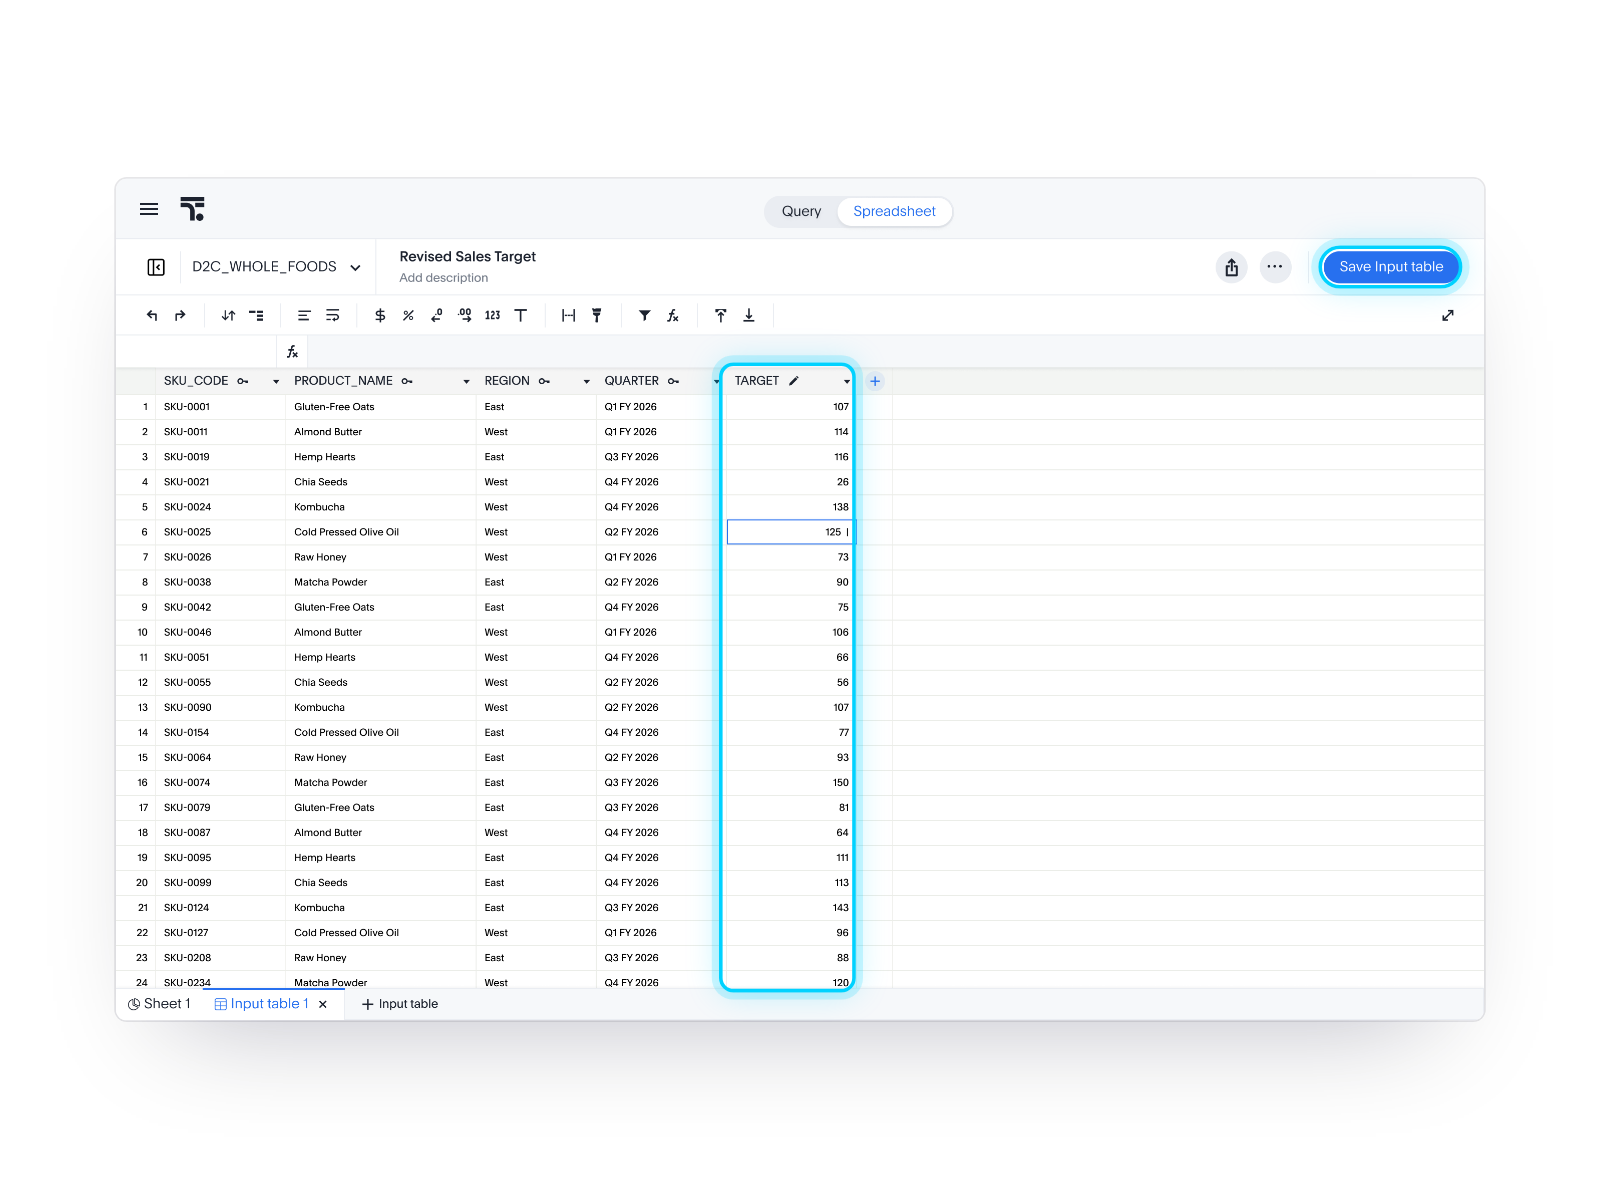 Query Spreadsheet
D2C_WHOLE_FOODS
Revised Sales Target
Add description
Save Input table
$ % .0 .00 123 T fx
fx
SKU_CODE PRODUCT_NAME REGION QUARTER TARGET +
1 SKU-0001 Gluten-Free Oats East Q1 FY 2026 107
2 SKU-0011 Almond Butter West Q1 FY 2026 114
3 SKU-0019 Hemp Hearts East Q3 FY 2026 116
4 SKU-0021 Chia Seeds West Q4 FY 2026 26
5 SKU-0024 Kombucha West Q4 FY 2026 138
6 SKU-0025 Cold Pressed Olive Oil West Q2 FY 2026 125
7 SKU-0026 Raw Honey West Q1 FY 2026 73
8 SKU-0038 Matcha Powder East Q2 FY 2026 90
9 SKU-0042 Gluten-Free Oats East Q4 FY 2026 75
10 SKU-0046 Almond Butter West Q1 FY 2026 106
11 SKU-0051 Hemp Hearts West Q4 FY 2026 66
12 SKU-0055 Chia Seeds West Q2 FY 2026 56
13 SKU-0090 Kombucha West Q2 FY 2026 107
14 SKU-0154 Cold Pressed Olive Oil East Q4 FY 2026 77
15 SKU-0064 Raw Honey East Q2 FY 2026 93
16 SKU-0074 Matcha Powder East Q3 FY 2026 150
17 SKU-0079 Gluten-Free Oats East Q3 FY 2026 81
18 SKU-0087 Almond Butter West Q4 FY 2026 64
19 SKU-0095 Hemp Hearts East Q4 FY 2026 111
20 SKU-0099 Chia Seeds East Q4 FY 2026 113
21 SKU-0124 Kombucha East Q3 FY 2026 143
22 SKU-0127 Cold Pressed Olive Oil West Q1 FY 2026 96
23 SKU-0208 Raw Honey East Q3 FY 2026 88
24 SKU-0234 Matcha Powder West Q4 FY 2026 120
Sheet 1 Input table 1 × + Input table